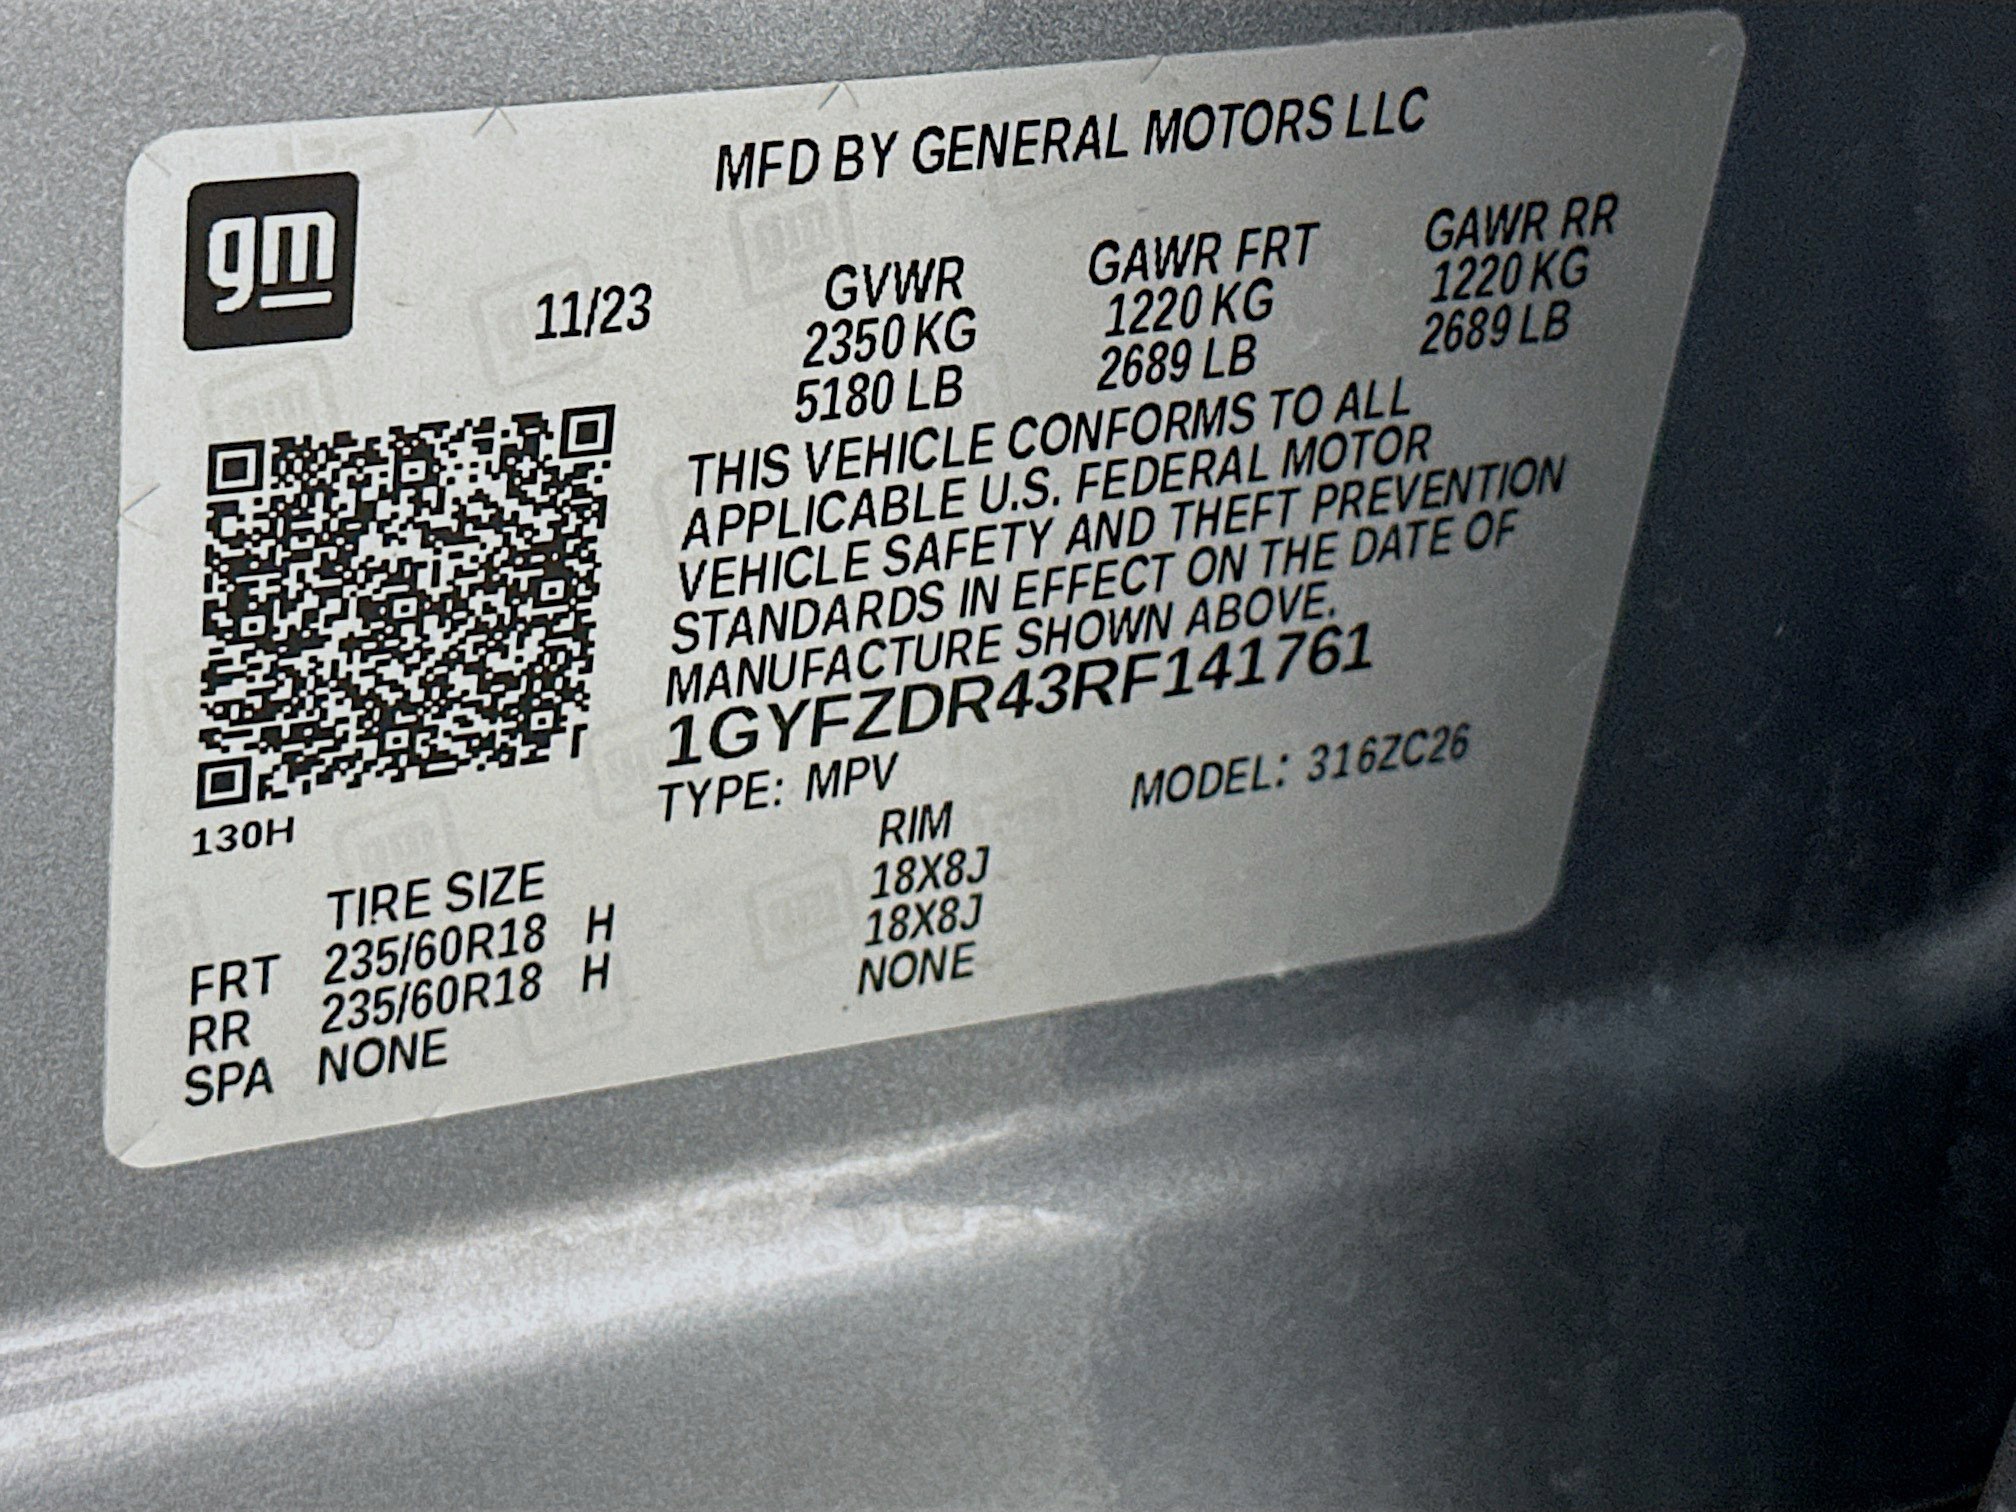 gm
MFD BY GENERAL MOTORS LLC
11/23 GVWR GAWR FRT GAWR RR
2350 KG 1220 KG 1220 KG
5180 LB 2689 LB 2689 LB
THIS VEHICLE CONFORMS TO ALL
APPLICABLE U.S. FEDERAL MOTOR
VEHICLE SAFETY AND THEFT PREVENTION
STANDARDS IN EFFECT ON THE DATE OF
MANUFACTURE SHOWN ABOVE.
1GYFZDR43RF141761
TYPE: MPV MODEL: 316ZC26
130H
TIRE SIZE RIM
FRT 235/60R18 H 18X8J
RR 235/60R18 H 18X8J
SPA NONE NONE